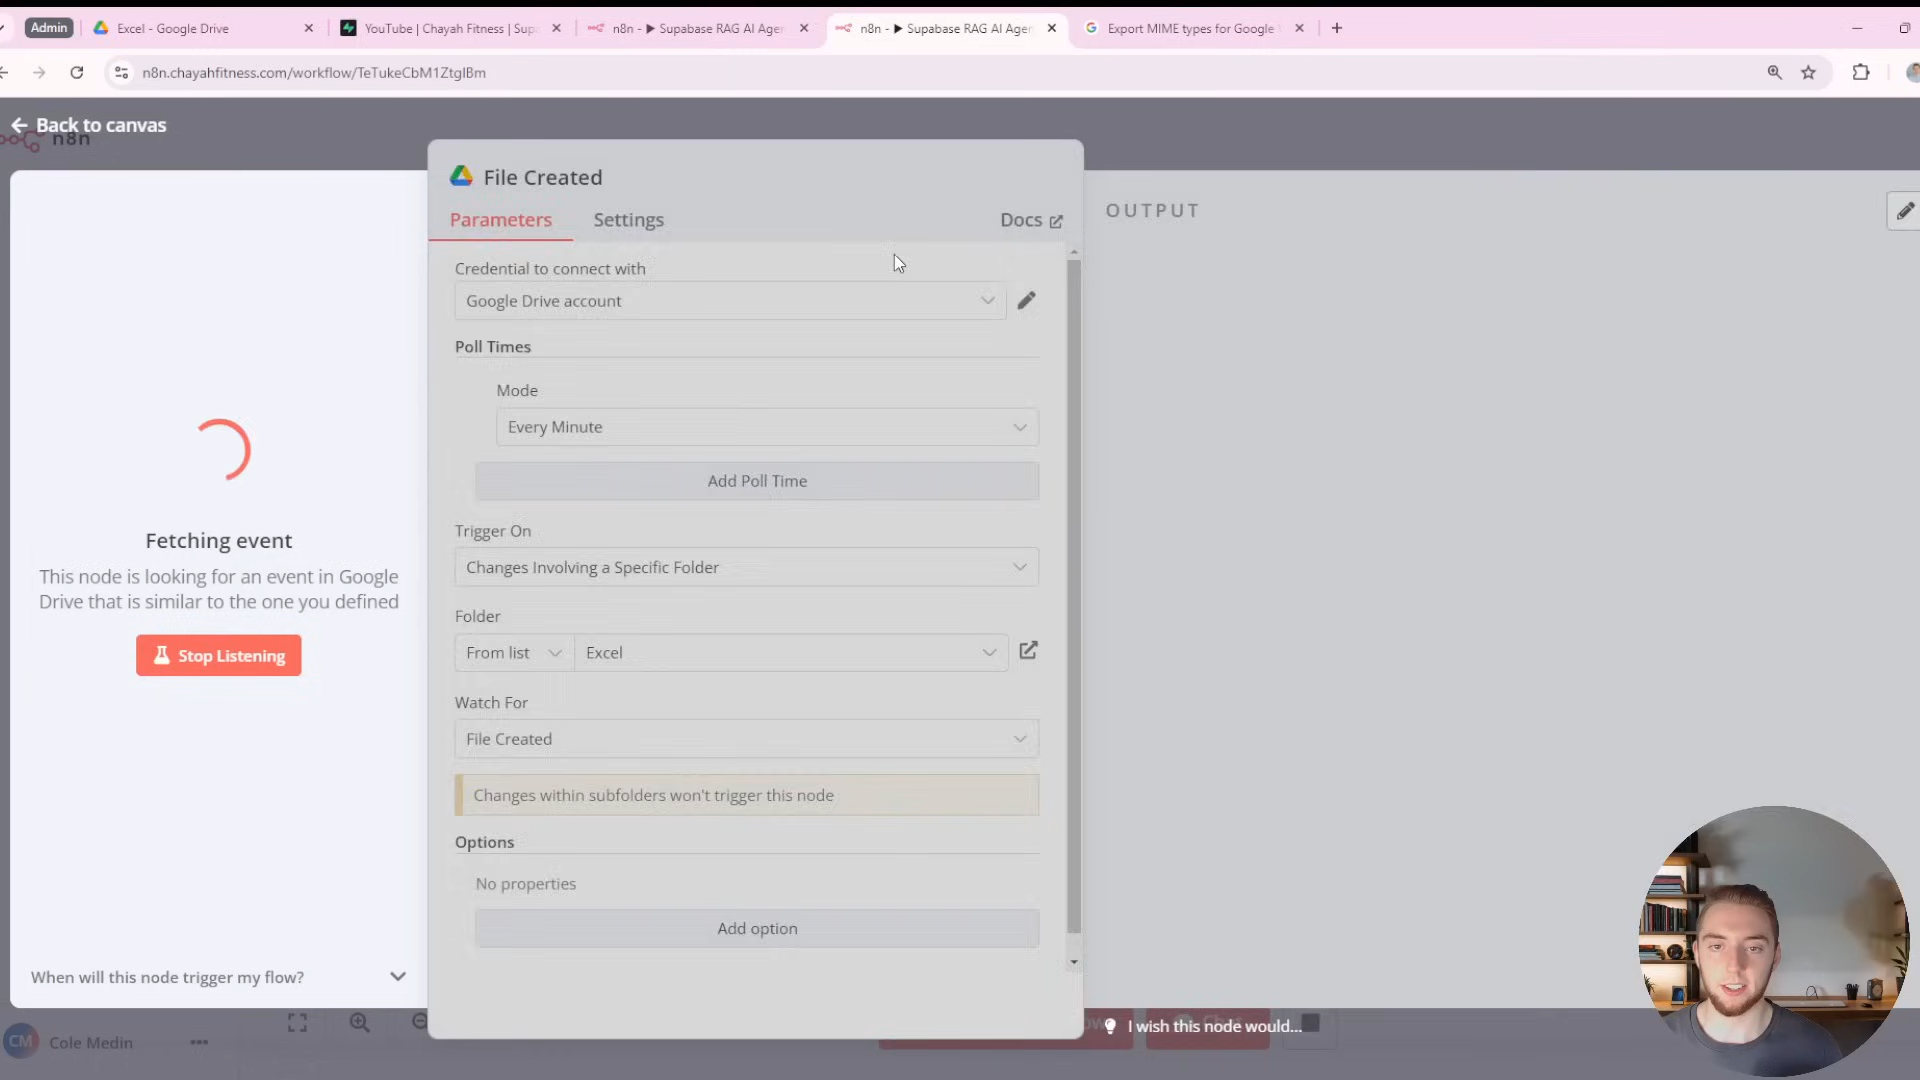 Admin
Excel - Google Drive
YouTube | Chayah Fitness | Sup
n8n - ▶ Supabase RAG AI Agen
n8n - ▶ Supabase RAG AI Agen
Export MIME types for Google
n8n.chayahfitness.com/workflow/TeTukeCbM1ZtgIBm
Back to canvas
n8n
File Created
Parameters
Settings
Docs
OUTPUT
Credential to connect with
Google Drive account
Poll Times
Mode
Every Minute
Add Poll Time
Fetching event
This node is looking for an event in Google
Drive that is similar to the one you defined
Stop Listening
Trigger On
Changes Involving a Specific Folder
Folder
From list
Excel
Watch For
File Created
Changes within subfolders won't trigger this node
Options
No properties
Add option
When will this node trigger my flow?
I wish this node would...
CM
Cole Medin